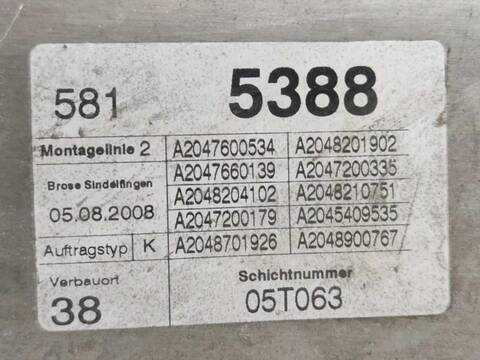 581 5388
Montagelinie 2 A2047600534 A2048201902
A2047660139 A2047200335
Brose Sindelfingen A2048204102 A2048210751
05.08.2008 A2047200179 A2045409535
Auftragstyp K A2048701926 A2048900767
Verbauort Schichtnummer
38 05T063